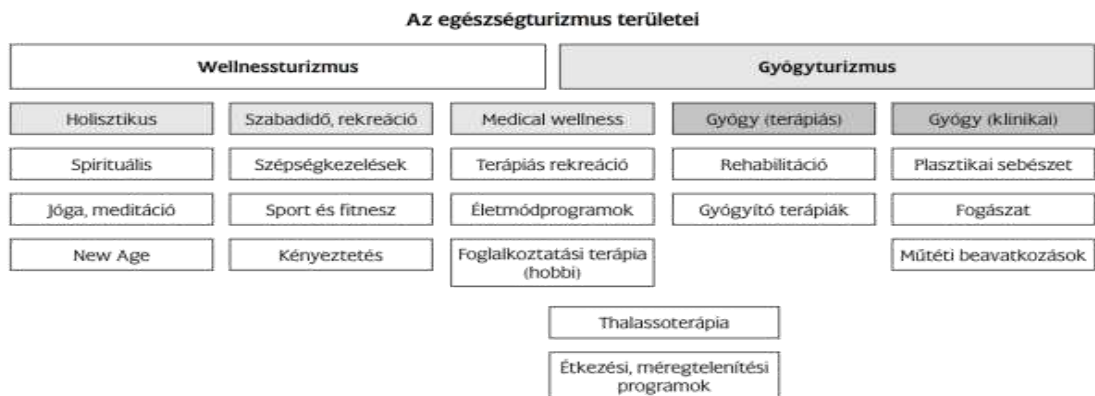 Az egészségturizmus területei
Wellnessturizmus
Gyógyturizmus
Holisztikus
Szabadidő, rekreáció
Medical wellness
Gyógy (terápiás)
Gyógy (klinikai)
Spirituális
Szépségkezelések
Terápiás rekreáció
Rehabilitáció
Plasztikai sebészet
Jóga, meditáció
Sport és fitnesz
Életmódprogramok
Gyógyító terápiák
Fogászat
New Age
Kényeztetés
Foglalkoztatási terápia
(hobbi)
Műtéti beavatkozások
Thalassoterápia
Étkezési, méregtelenítési
programok